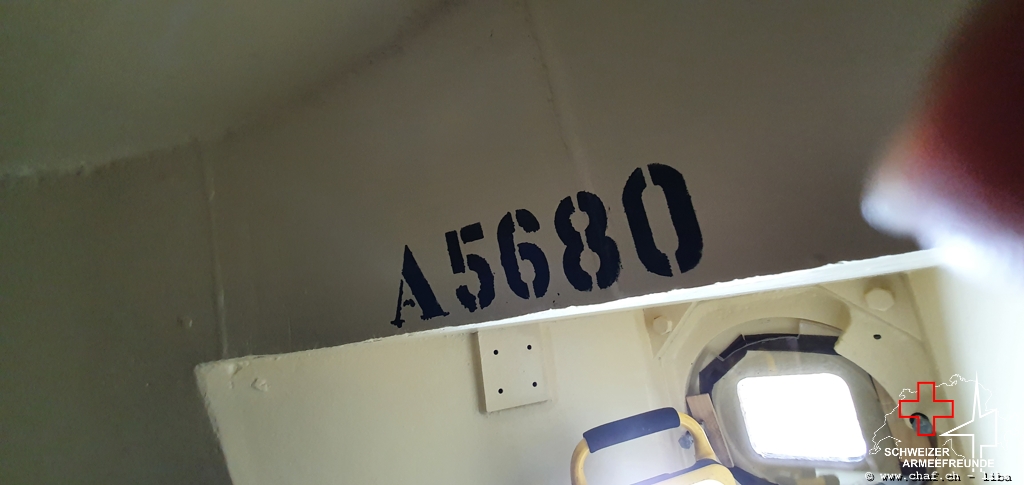 A5680
SCHWEIZER
ARMEEFREUNDE
© www.chaf.ch - liba